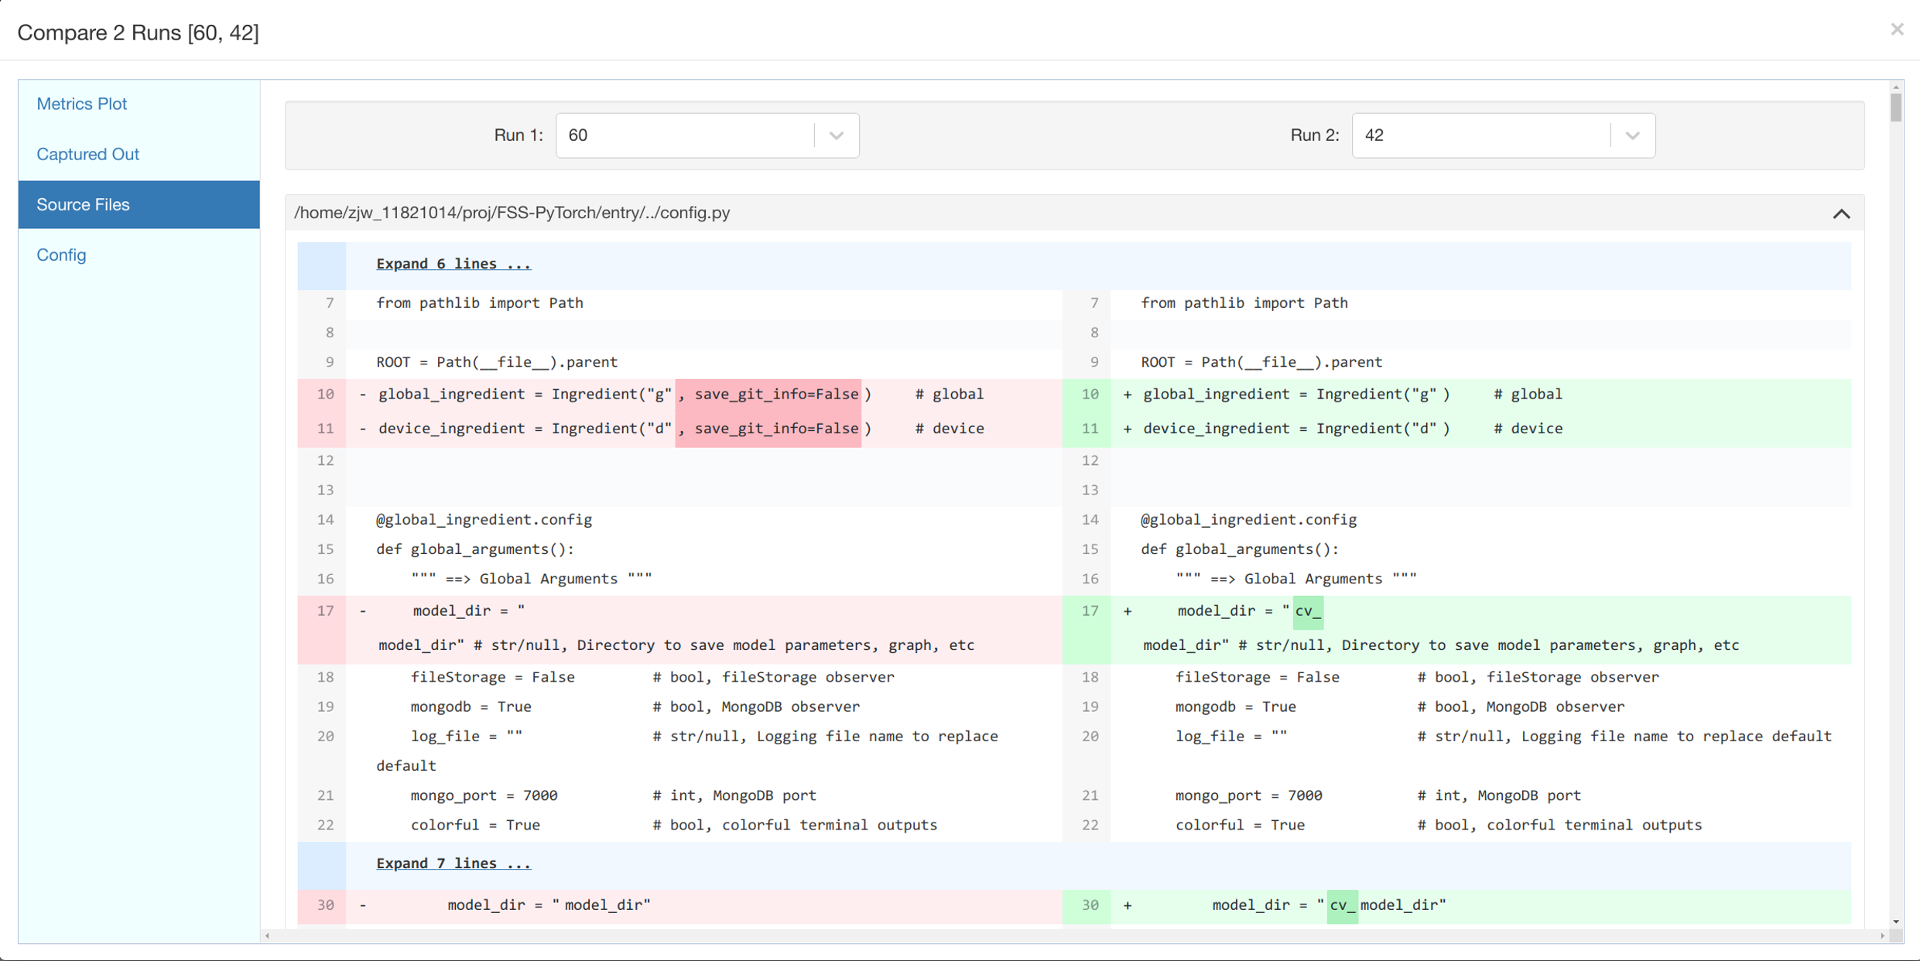 Compare 2 Runs [60, 42]
×
Metrics Plot
Captured Out
Source Files
Config
Run 1: 60
Run 2: 42
/home/zjw_11821014/proj/FSS-PyTorch/entry/../config.py
Expand 6 lines ...
7 from pathlib import Path
7 from pathlib import Path
8
8
9 ROOT = Path(__file__).parent
9 ROOT = Path(__file__).parent
10 - global_ingredient = Ingredient("g", save_git_info=False) # global
10 + global_ingredient = Ingredient("g") # global
11 - device_ingredient = Ingredient("d", save_git_info=False) # device
11 + device_ingredient = Ingredient("d") # device
12
12
13
13
14 @global_ingredient.config
14 @global_ingredient.config
15 def global_arguments():
15 def global_arguments():
16 """ ==> Global Arguments """
16 """ ==> Global Arguments """
17 - model_dir = "
model_dir" # str/null, Directory to save model parameters, graph, etc
17 + model_dir = "cv_
model_dir" # str/null, Directory to save model parameters, graph, etc
18 fileStorage = False # bool, fileStorage observer
18 fileStorage = False # bool, fileStorage observer
19 mongodb = True # bool, MongoDB observer
19 mongodb = True # bool, MongoDB observer
20 log_file = "" # str/null, Logging file name to replace
default
20 log_file = "" # str/null, Logging file name to replace default
21 mongo_port = 7000 # int, MongoDB port
21 mongo_port = 7000 # int, MongoDB port
22 colorful = True # bool, colorful terminal outputs
22 colorful = True # bool, colorful terminal outputs
Expand 7 lines ...
30 - model_dir = "model_dir"
30 + model_dir = "cv_model_dir"